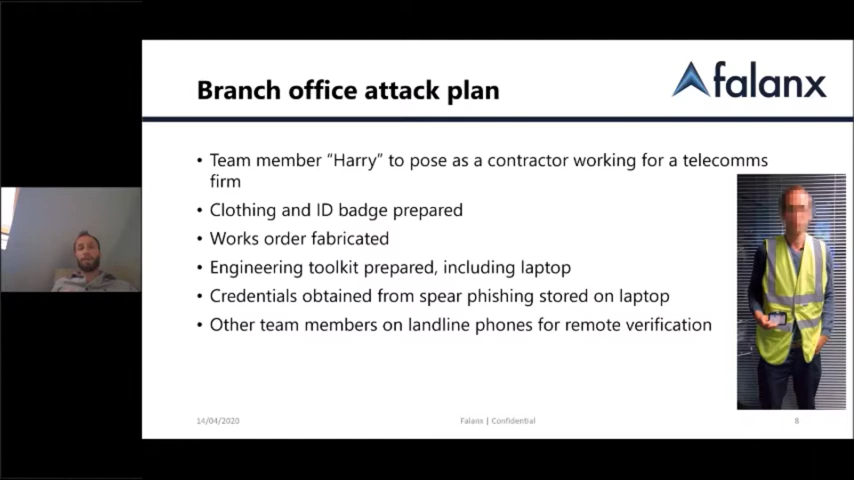 falanx
Branch office attack plan
• Team member “Harry” to pose as a contractor working for a telecomms
firm
• Clothing and ID badge prepared
• Works order fabricated
• Engineering toolkit prepared, including laptop
• Credentials obtained from spear phishing stored on laptop
• Other team members on landline phones for remote verification
14/04/2020
Falanx | Confidential
8